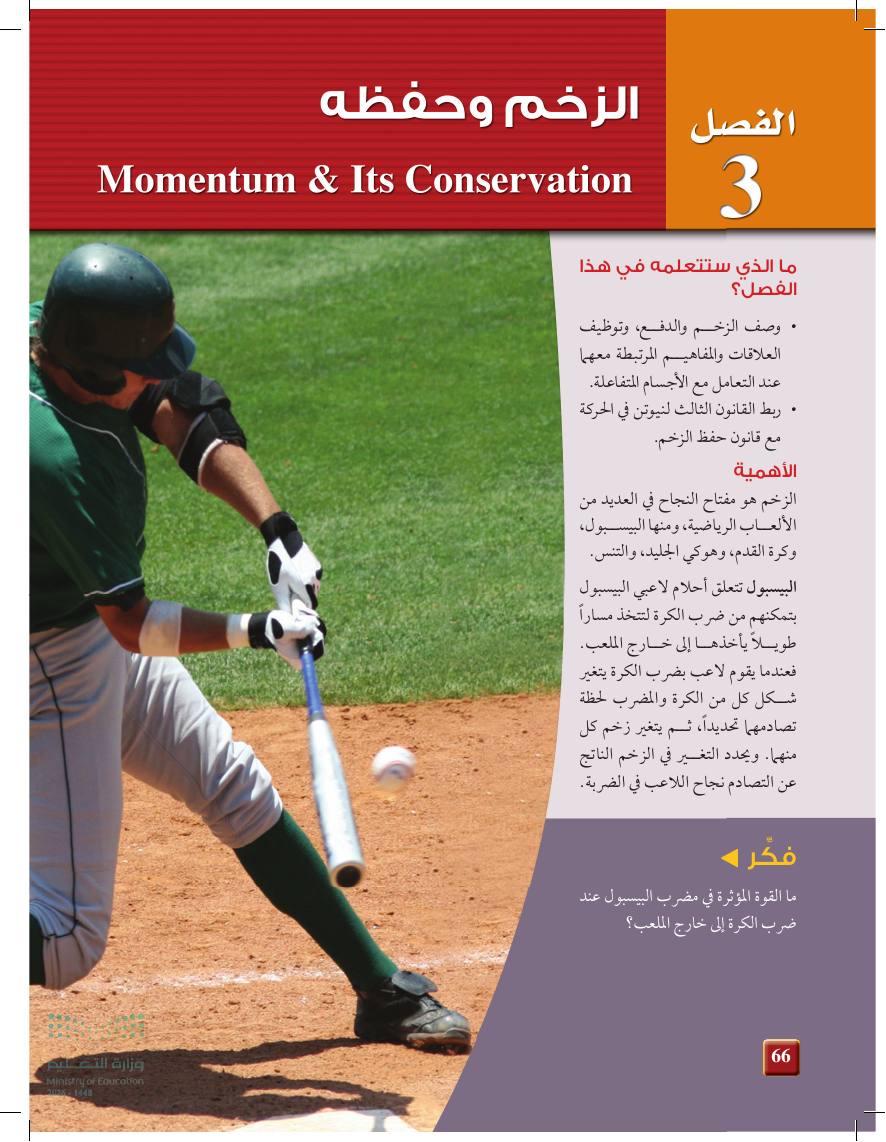 الفصل
3
الزخم وحفظه
Momentum & Its Conservation
ما الذي ستتعلمه في هذا
الفصل؟
• وصف الزخم والدفع، وتوظيف
العلاقات والمفاهيم المرتبطة معهما
عند التعامل مع الأجسام المتفاعلة.
• ربط القانون الثالث لنيوتن في الحركة
مع قانون حفظ الزخم.
الأهمية
الزخم هو مفتاح النجاح في العديد من
الألعاب الرياضية، ومنها البيسبول،
وكرة القدم، وهوكي الجليد، والتنس.
البيسبول تتعلق أحلام لاعبي البيسبول
بتمكنهم من ضرب الكرة لتتخذ مساراً
طويلاً يأخذها إلى خارج الملعب.
فعندما يقوم لاعب بضرب الكرة يتغير
شكل كل من الكرة والمضرب لحظة
تصادمهما تحديداً، ثم يتغير زخم كل
منهما. ويحدد التغير في الزخم الناتج
عن التصادم نجاح اللاعب في الضربة.
فكِّر ◀
ما القوة المؤثرة في مضرب البيسبول عند
ضرب الكرة إلى خارج الملعب؟
66
وزارة التعليم
Ministry of Education
2026 - 1448